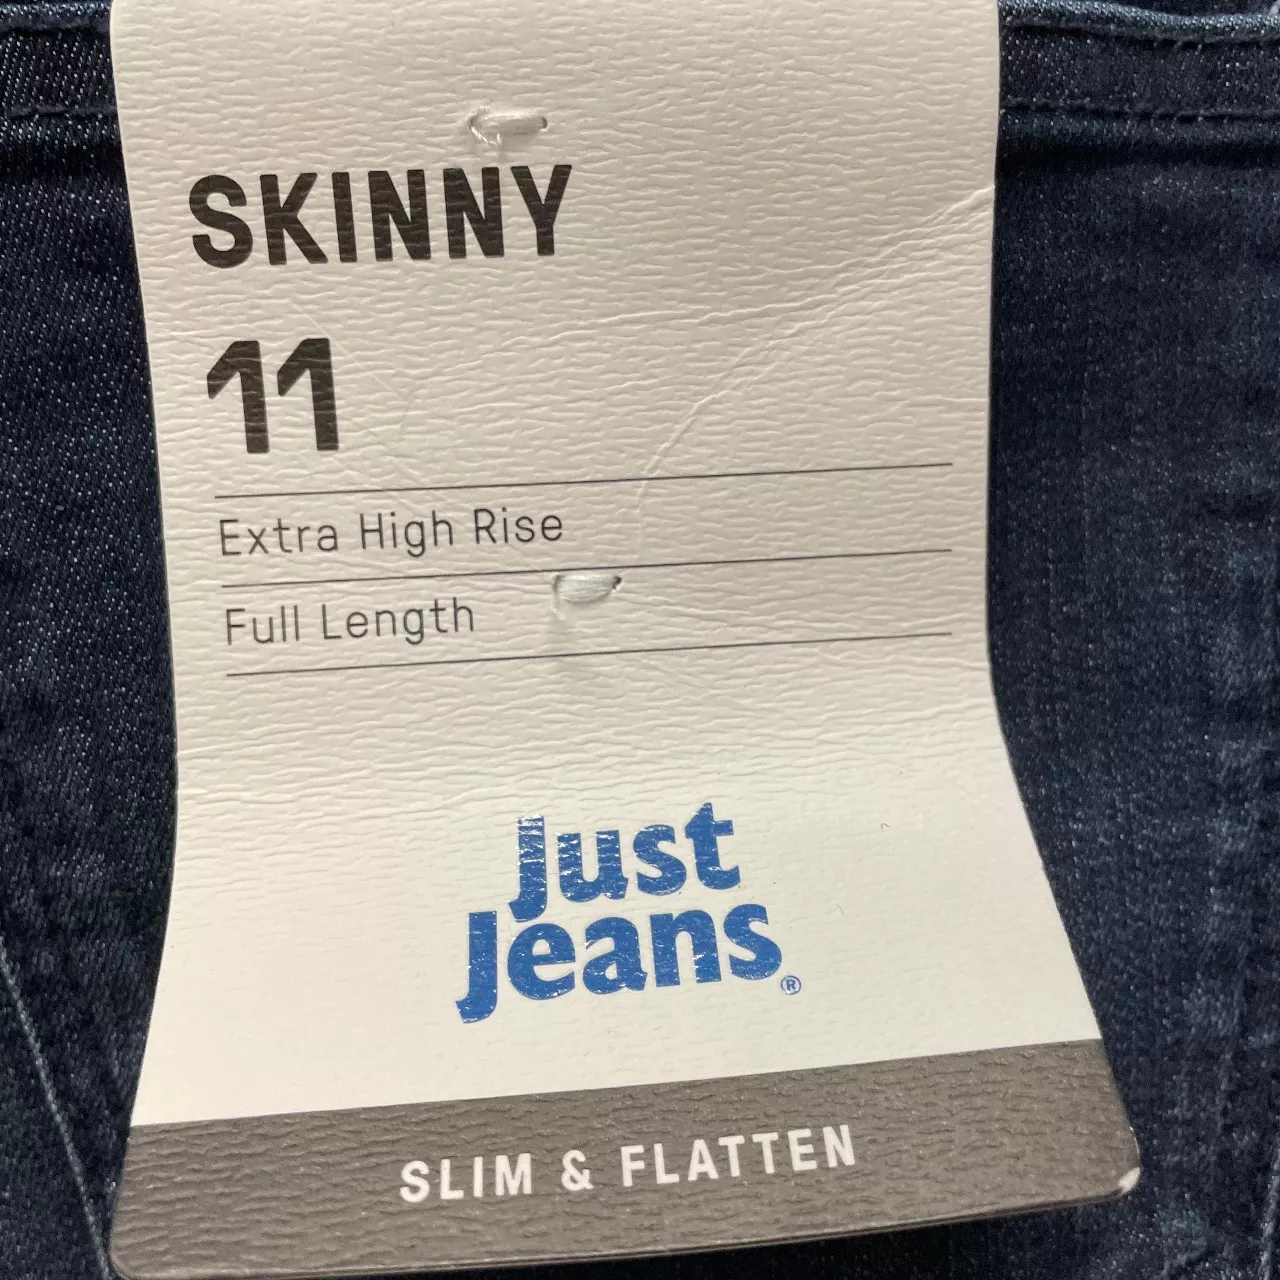 SKINNY
11
Extra High Rise
Full Length
Just
Jeans®
SLIM & FLATTEN